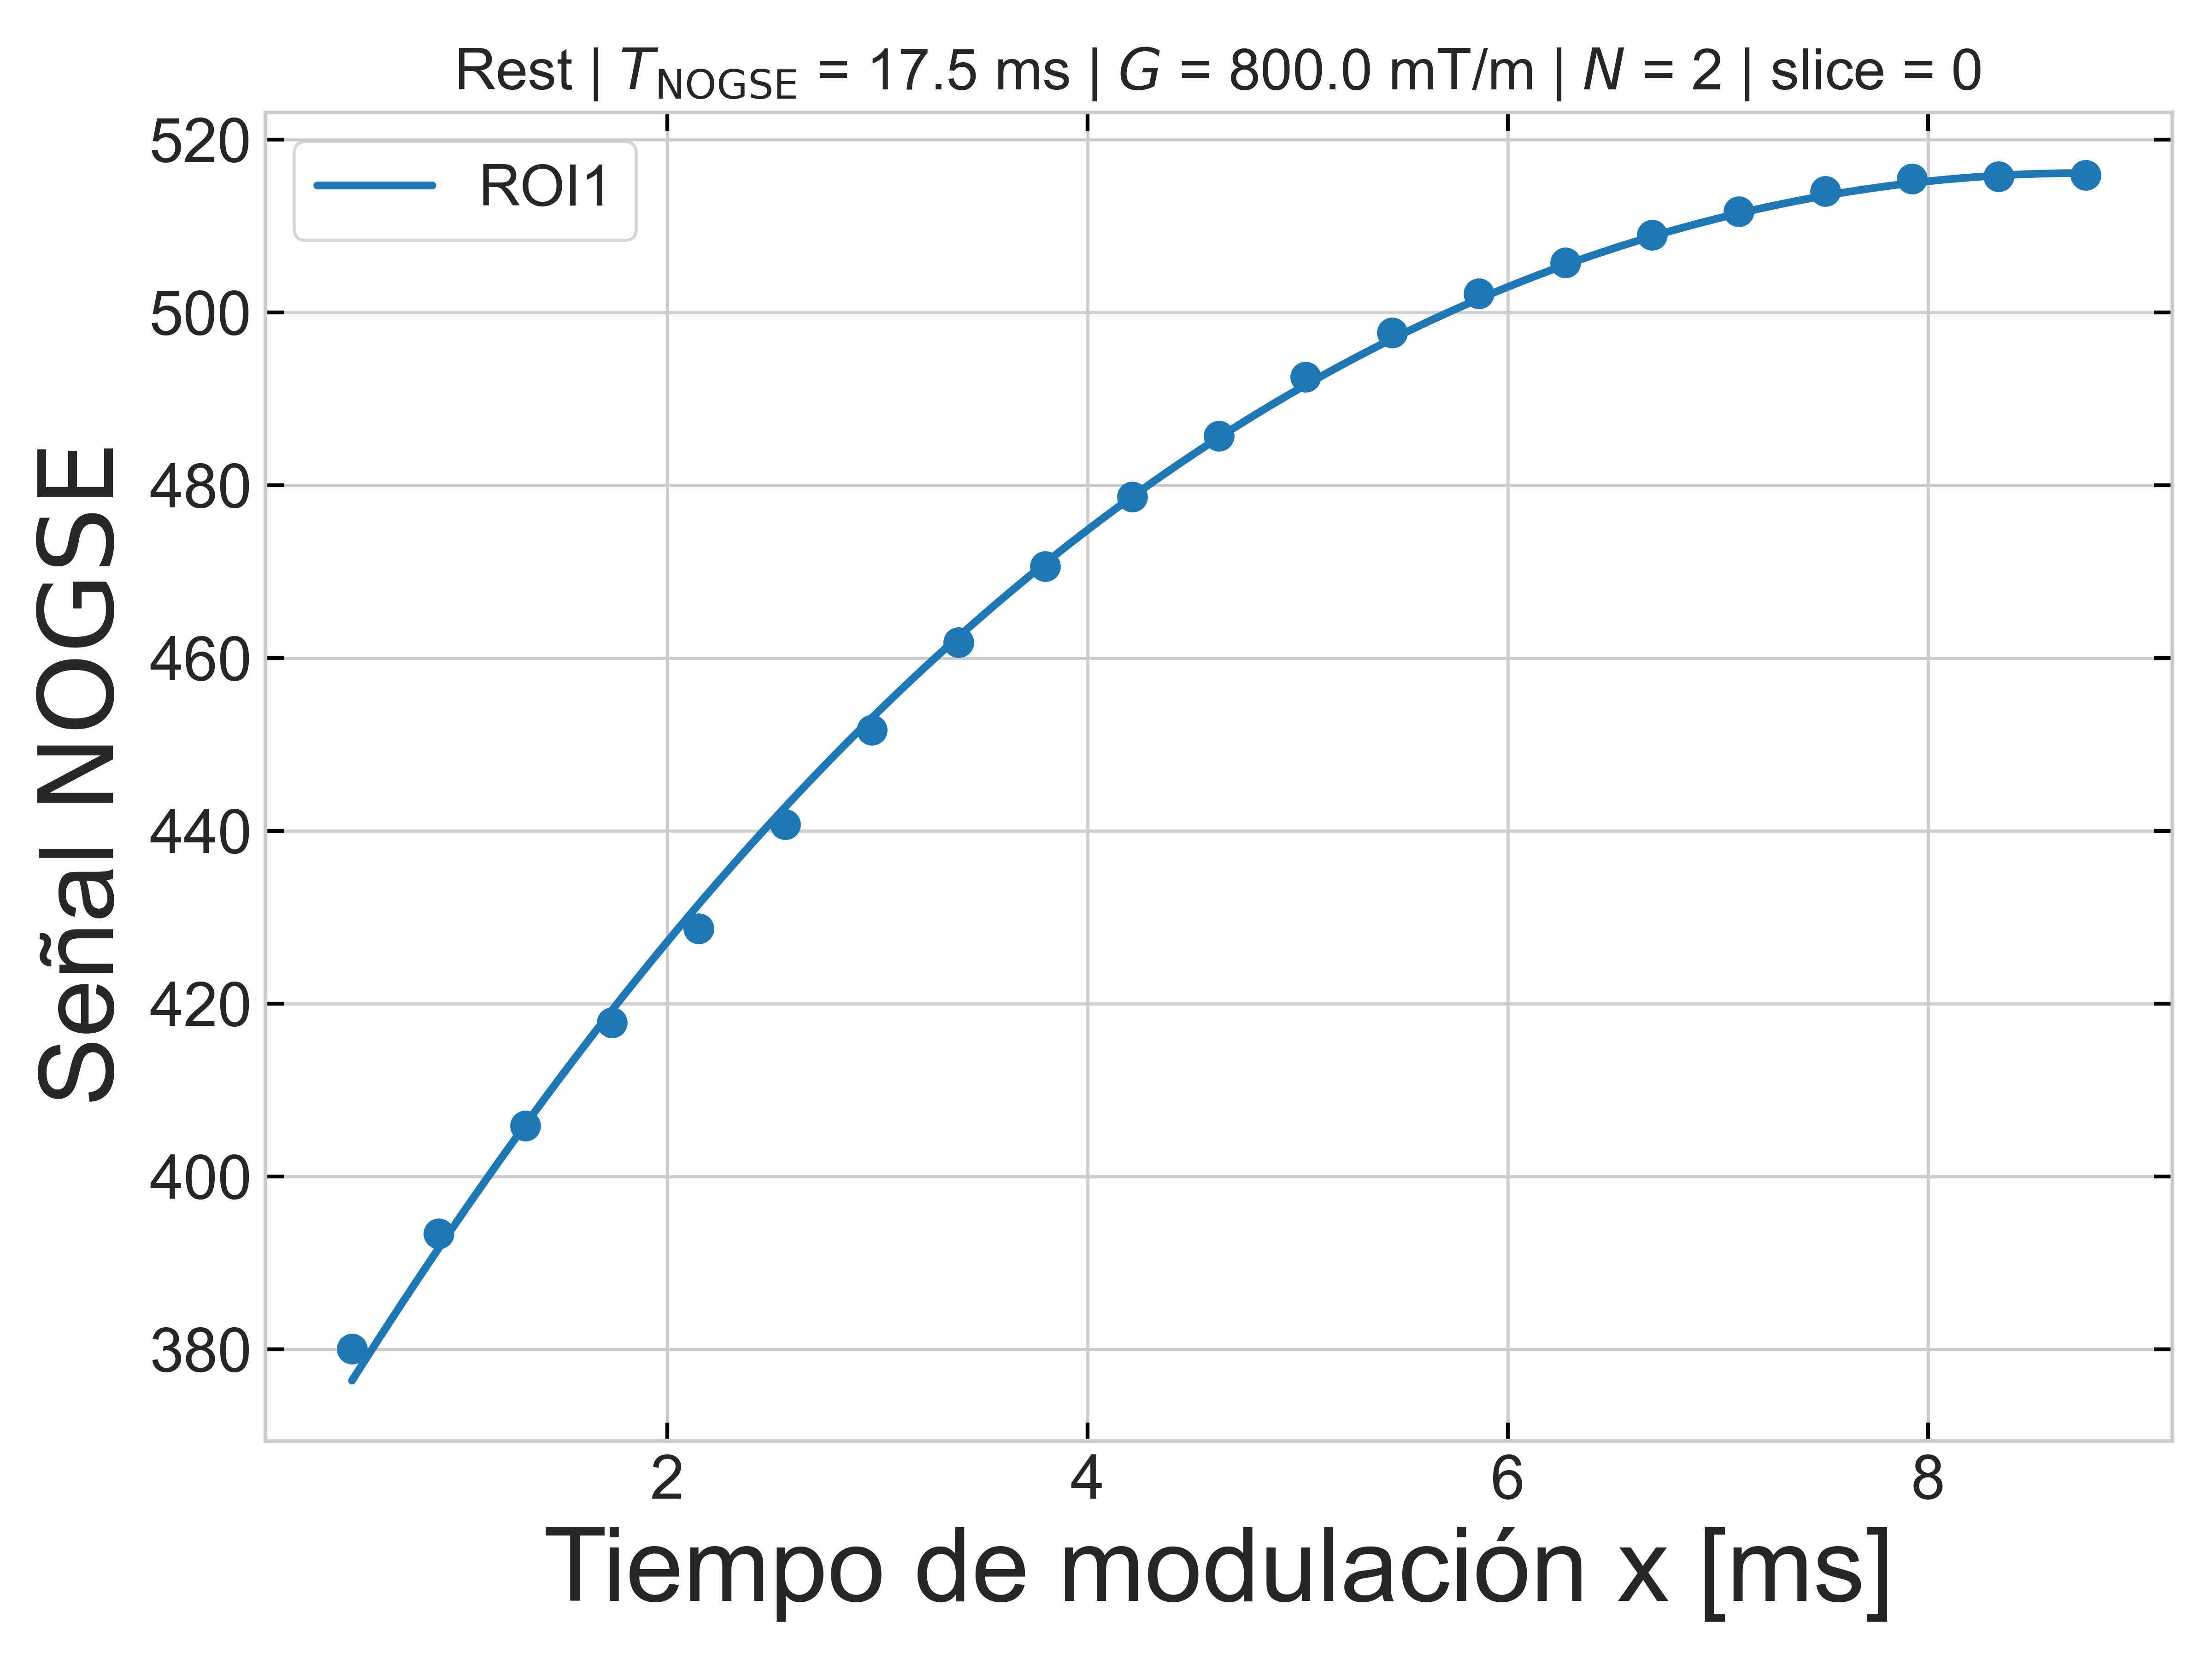 Rest | T_NOGSE = 17.5 ms | G = 800.0 mT/m | N = 2 | slice = 0
ROI1
Señal NOGSE
520
500
480
460
440
420
400
380
2 4 6 8
Tiempo de modulación x [ms]